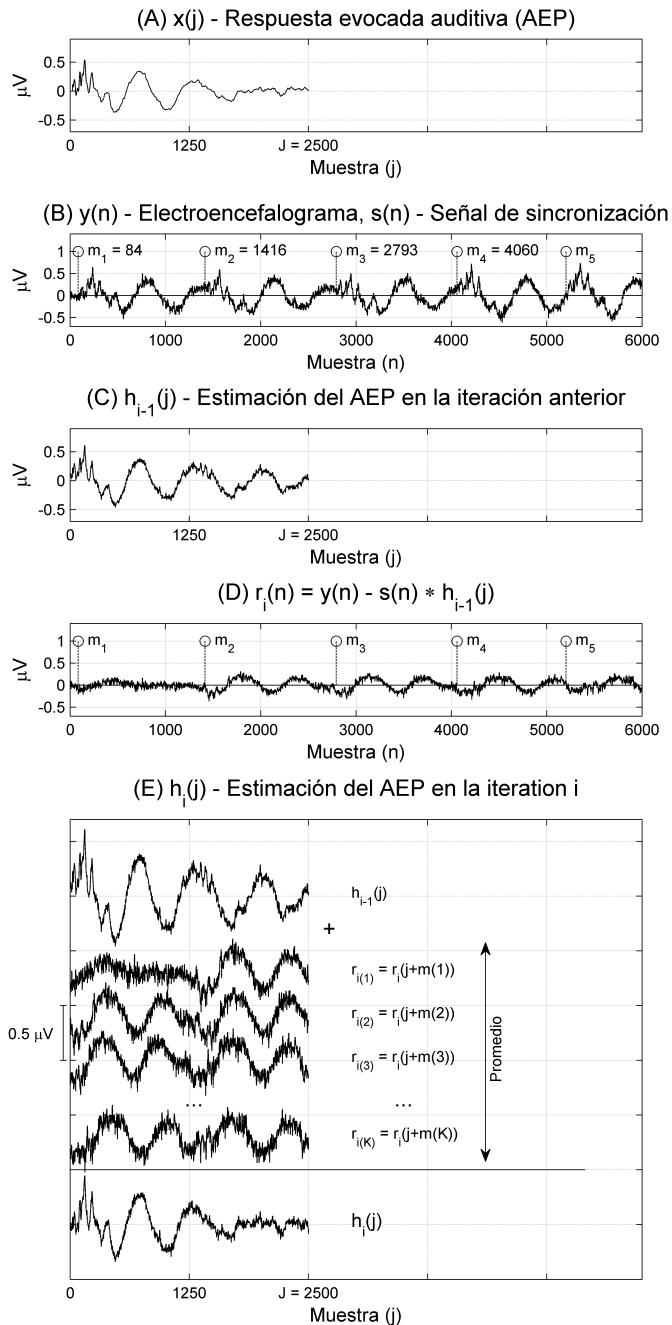 (A) x(j) - Respuesta evocada auditiva (AEP)
0.5
0
-0.5
μV
0 1250 J = 2500
Muestra (j)
(B) y(n) - Electroencefalograma, s(n) - Señal de sincronización
1
0.5
0
-0.5
μV
m1 = 84 m2 = 1416 m3 = 2793 m4 = 4060 m5
0 1000 2000 3000 4000 5000 6000
Muestra (n)
(C) hi-1(j) - Estimación del AEP en la iteración anterior
0.5
0
-0.5
μV
0 1250 J = 2500
Muestra (j)
(D) ri(n) = y(n) - s(n) * hi-1(j)
1
0.5
0
-0.5
μV
m1 m2 m3 m4 m5
0 1000 2000 3000 4000 5000 6000
Muestra (n)
(E) hi(j) - Estimación del AEP en la iteration i
hi-1(j)
+
ri(1) = ri(j+m(1))
ri(2) = ri(j+m(2))
0.5 μV
ri(3) = ri(j+m(3))
Promedio
... ...
ri(K) = ri(j+m(K))
hi(j)
0 1250 J = 2500
Muestra (j)